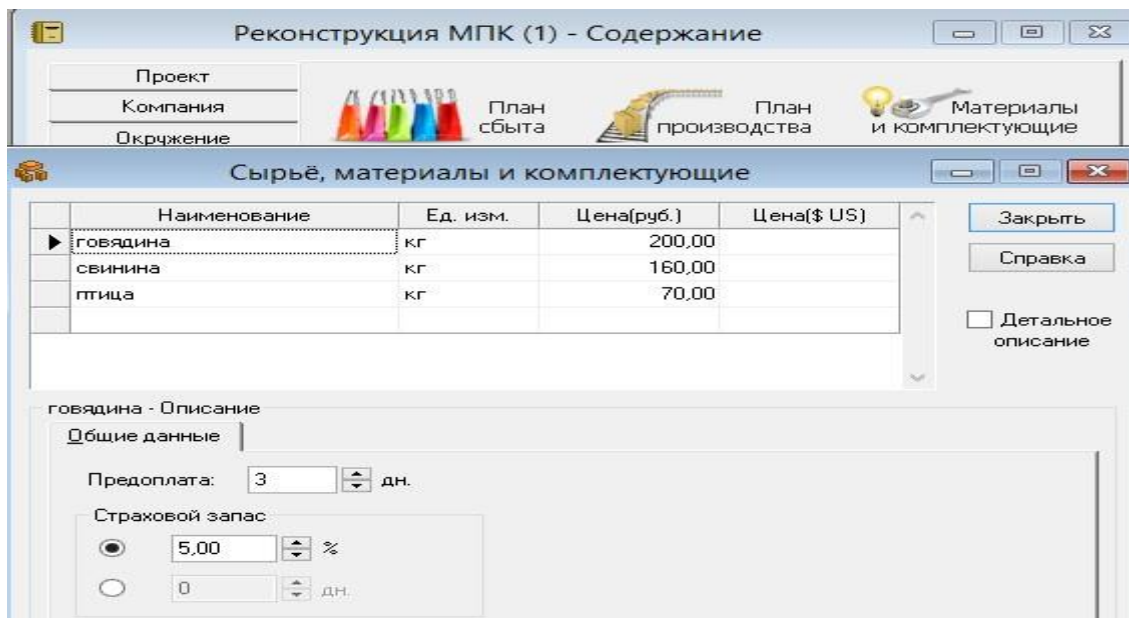 Реконструкция МПК (1) - Содержание
Проект
Компания
Окружение
План сбыта
План производства
Материалы и комплектующие
Сырьё, материалы и комплектующие
Наименование Ед. изм. Цена(руб.) Цена($ US)
говядина кг 200,00
свинина кг 160,00
птица кг 70,00
Закрыть
Справка
Детальное
описание
говядина - Описание
Общие данные
Предоплата: 3 дн.
Страховой запас
5,00 %
0 дн.